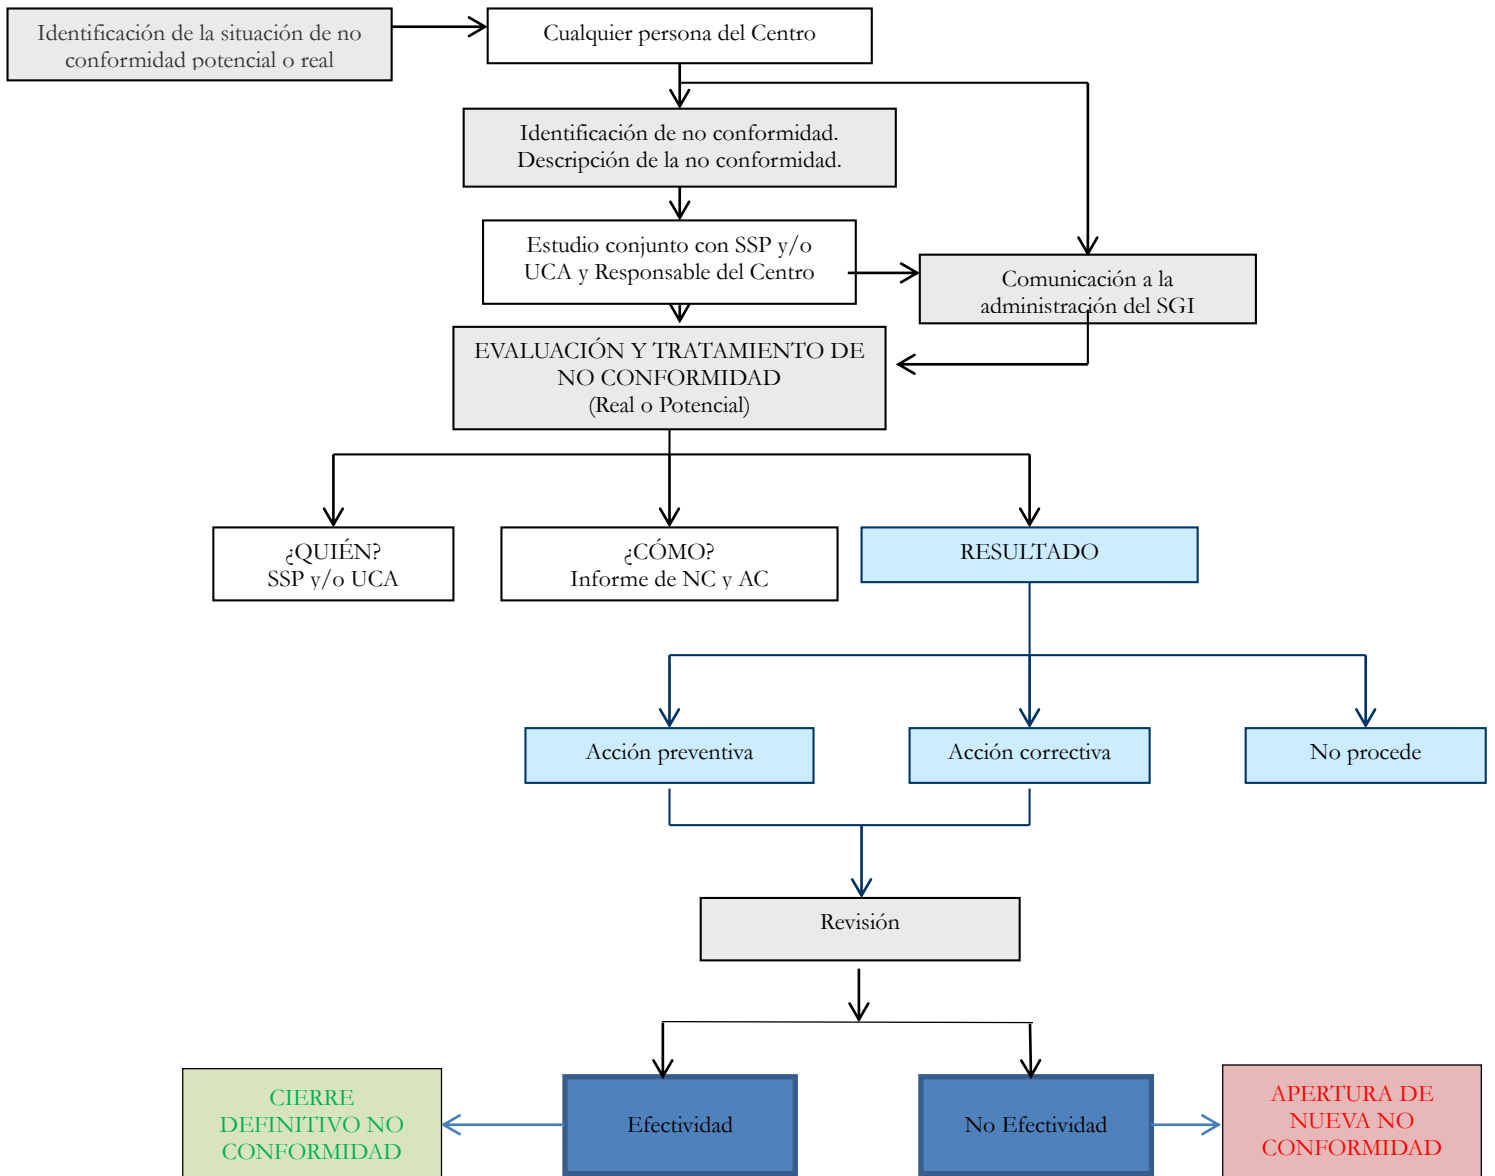 Identificación de la situación de no
conformidad potencial o real
Cualquier persona del Centro
Identificación de no conformidad.
Descripción de la no conformidad.
Estudio conjunto con SSP y/o
UCA y Responsable del Centro
Comunicación a la
administración del SGI
EVALUACIÓN Y TRATAMIENTO DE
NO CONFORMIDAD
(Real o Potencial)
¿QUIÉN?
SSP y/o UCA
¿CÓMO?
Informe de NC y AC
RESULTADO
Acción preventiva
Acción correctiva
No procede
Revisión
CIERRE
DEFINITIVO NO
CONFORMIDAD
Efectividad
No Efectividad
APERTURA DE
NUEVA NO
CONFORMIDAD